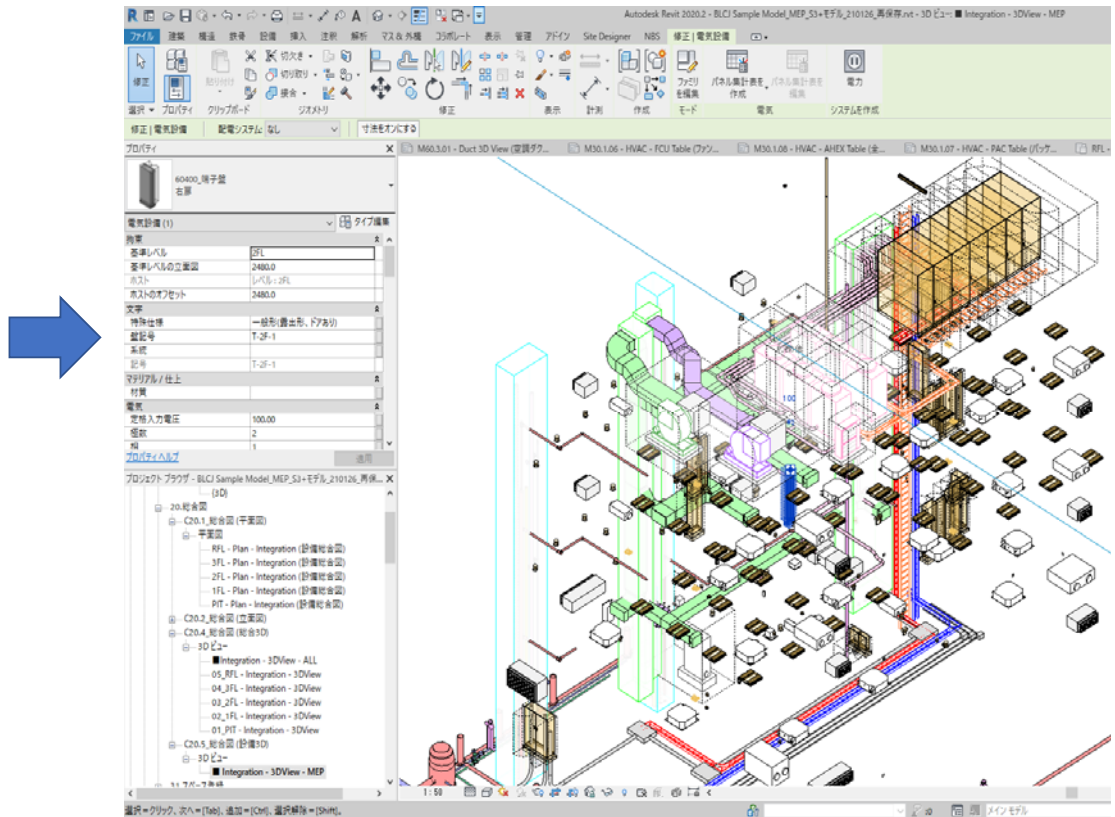 Autodesk Revit 2020.2 - BLCJ Sample Model_MEP_S3+モデル_210126_再保存.rvt - 3D ビュー: ■ Integration - 3DView - MEP
ファイル 建築 構造 鉄骨 設備 挿入 注釈 解析 マス & 外構 コラボレート 表示 管理 アドイン Site Designer NBS 修正 | 電気設備
修正 貼り付け 切欠き 切り取り 接合 ファミリを編集 パネル集計表を作成 パネル集計表を編集 電力
選択 プロパティ クリップボード ジオメトリ 修正 表示 計測 作成 モード 電気 システムを作成
修正 | 電気設備 配電システム: なし 寸法をオンにする
プロパティ
M60.3.01 - Duct 3D View (空調ダク... M30.1.06 - HVAC - FCU Table (ファン... M30.1.08 - HVAC - AHEX Table (全... M30.1.07 - HVAC - PAC Table (パッケ... RFL -
60400_端子盤
右扉
電気設備 (1) タイプ編集
拘束
基準レベル 2FL
基準レベルの立面図 2480.0
ホスト レベル : 2FL
ホストのオフセット 2480.0
文字
特殊仕様 一般形(露出形、ドアあり)
盤記号 T-2F-1
系統
記号 T-2F-1
マテリアル / 仕上
材質
電気
定格入力電圧 100.00
極数 2
相 1
プロパティ ヘルプ 適用
プロジェクト ブラウザ - BLCJ Sample Model_MEP_S3+モデル_210126_再保...
(3D)
20.総合図
C20.1_総合図 (平面図)
平面図
RFL - Plan - Integration (設備総合図)
3FL - Plan - Integration (設備総合図)
2FL - Plan - Integration (設備総合図)
1FL - Plan - Integration (設備総合図)
PIT - Plan - Integration (設備総合図)
C20.2_総合図 (立面図)
C20.4_総合図 (総合3D)
3D ビュー
■Integration - 3DView - ALL
05_RFL - Integration - 3DView
04_3FL - Integration - 3DView
03_2FL - Integration - 3DView
02_1FL - Integration - 3DView
01_PIT - Integration - 3DView
C20.5_総合図 (設備3D)
3D ビュー
■ Integration - 3DView - MEP
100
1 : 50
選択 = クリック、次へ = [Tab]、追加 = [Ctrl]、選択解除 = [Shift]。
:0 メイン モデル